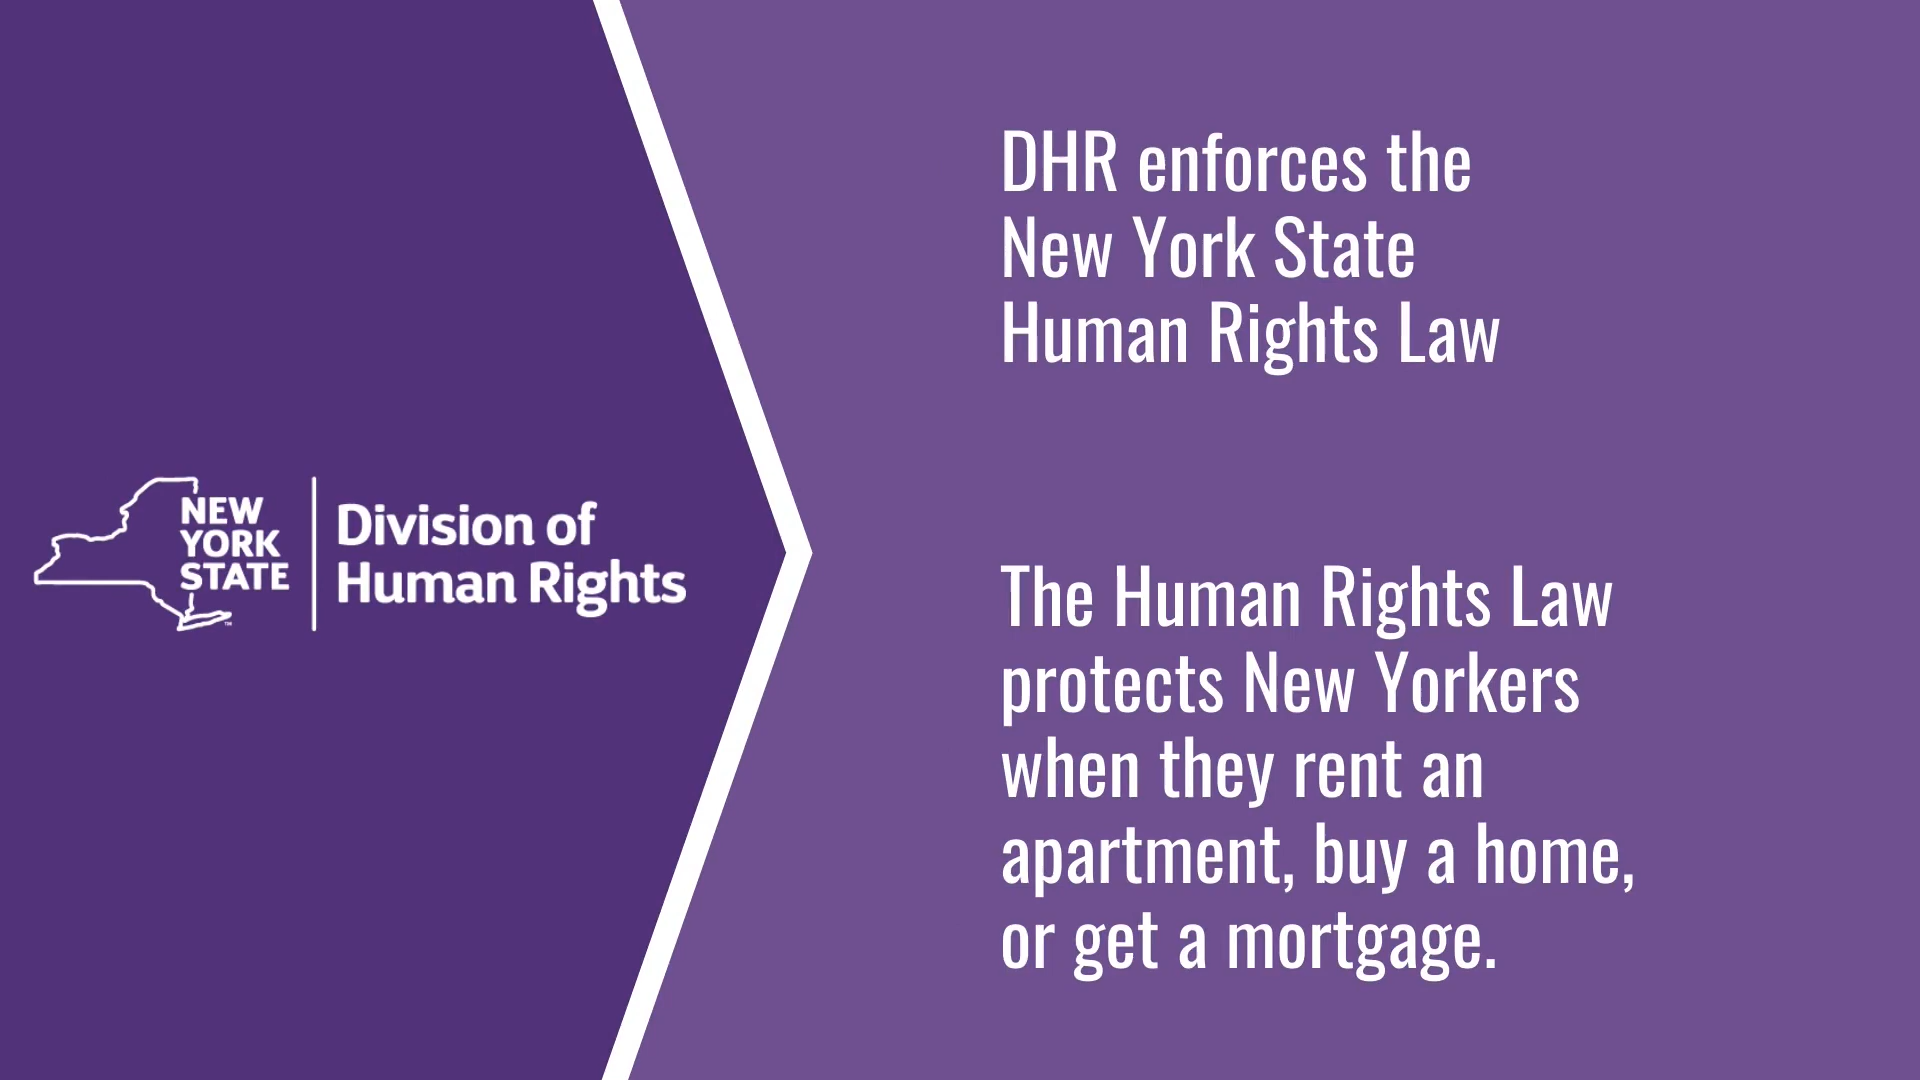 NEW
YORK
STATE
™
Division of
Human Rights
DHR enforces the
New York State
Human Rights Law
The Human Rights Law
protects New Yorkers
when they rent an
apartment, buy a home,
or get a mortgage.